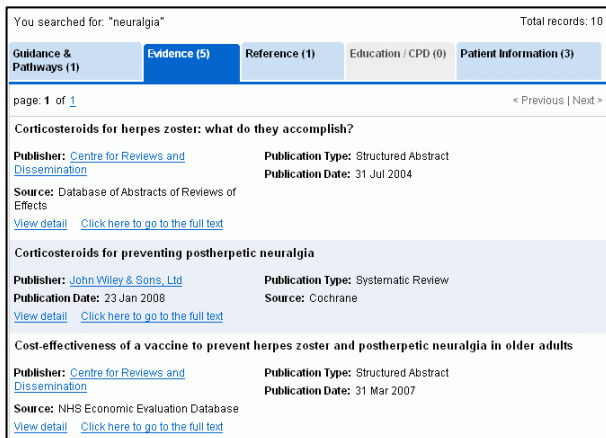 You searched for: "neuralgia" Total records: 10
Guidance & Pathways (1) Evidence (5) Reference (1) Education / CPD (0) Patient Information (3)
page: 1 of 1 < Previous | Next >
Corticosteroids for herpes zoster: what do they accomplish?
Publisher: Centre for Reviews and Dissemination
Publication Type: Structured Abstract
Publication Date: 31 Jul 2004
Source: Database of Abstracts of Reviews of Effects
View detail Click here to go to the full text
Corticosteroids for preventing postherpetic neuralgia
Publisher: John Wiley & Sons, Ltd Publication Type: Systematic Review
Publication Date: 23 Jan 2008 Source: Cochrane
View detail Click here to go to the full text
Cost-effectiveness of a vaccine to prevent herpes zoster and postherpetic neuralgia in older adults
Publisher: Centre for Reviews and Dissemination
Publication Type: Structured Abstract
Publication Date: 31 Mar 2007
Source: NHS Economic Evaluation Database
View detail Click here to go to the full text